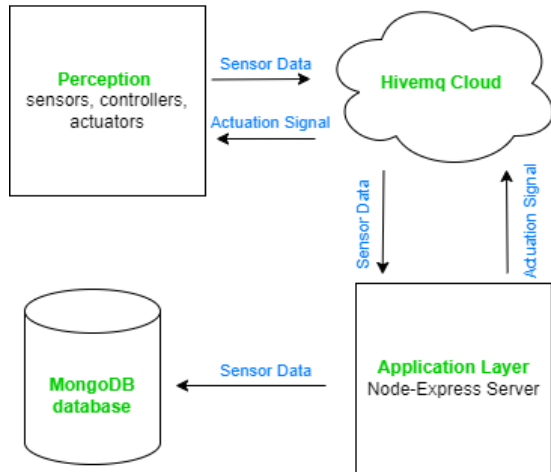 Perception
sensors, controllers,
actuators
Sensor Data
Actuation Signal
Hivemq Cloud
Sensor Data
Actuation Signal
MongoDB
database
Sensor Data
Application Layer
Node-Express Server